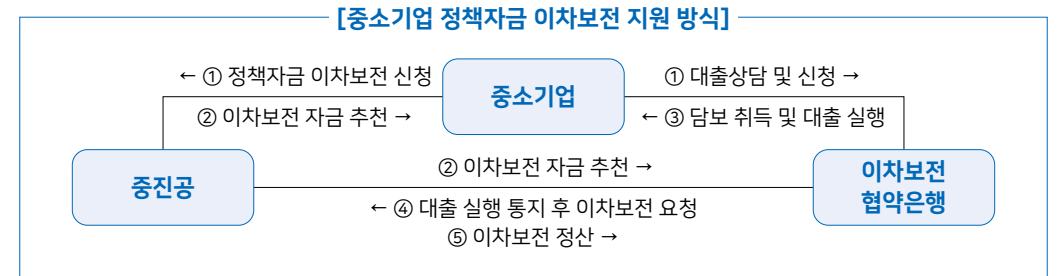 [중소기업 정책자금 이차보전 지원 방식]
← ① 정책자금 이차보전 신청
② 이차보전 자금 추천 →
중소기업
① 대출상담 및 신청 →
← ③ 담보 취득 및 대출 실행
중진공
② 이차보전 자금 추천 →
← ④ 대출 실행 통지 후 이차보전 요청
⑤ 이차보전 정산 →
이차보전
협약은행